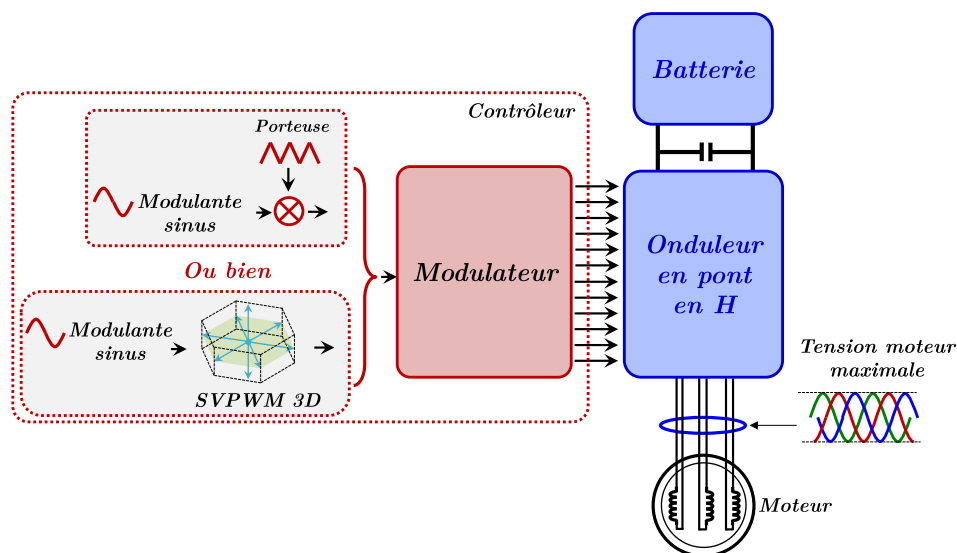 Batterie
Contrôleur
Porteuse
Modulante
sinus
Ou bien
Modulante
sinus
SVPWM 3D
Modulateur
Onduleur
en pont
en H
Tension moteur
maximale
Moteur